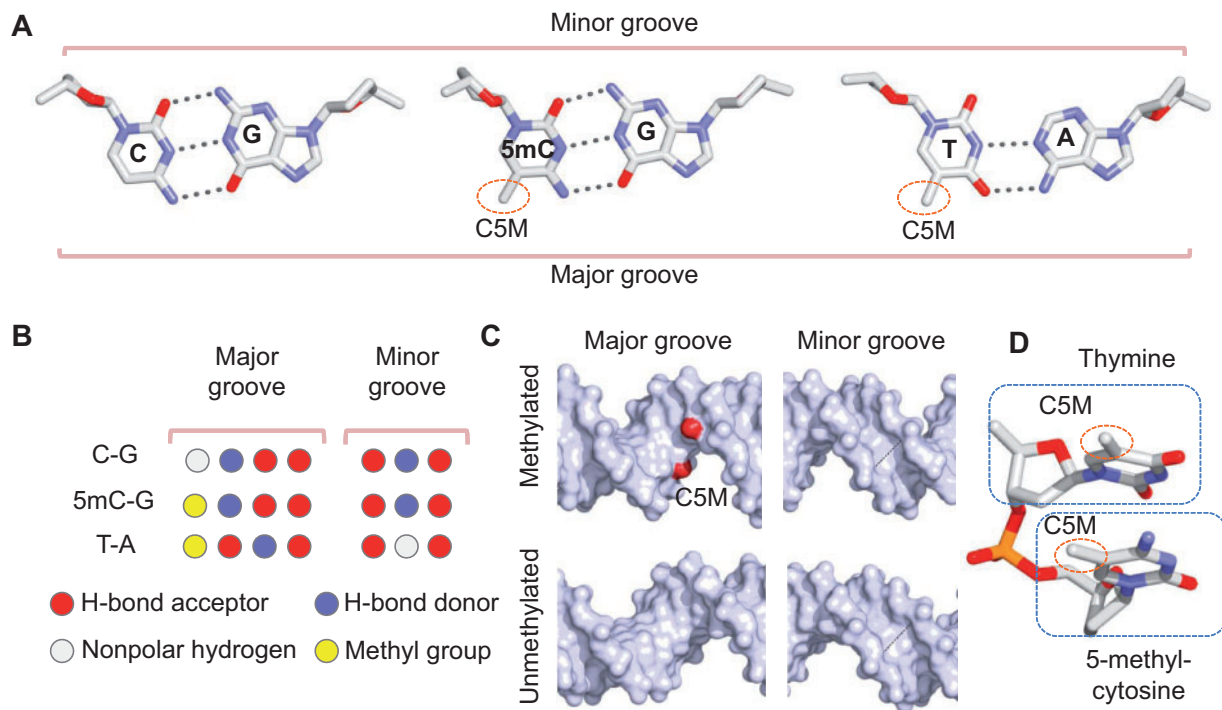 A
Minor groove
C
G
5mC
G
T
A
C5M
C5M
Major groove
B
Major
groove
Minor
groove
C-G
5mC-G
T-A
H-bond acceptor
H-bond donor
Nonpolar hydrogen
Methyl group
C
Major groove
Minor groove
Methylated
C5M
Unmethylated
D
Thymine
C5M
C5M
5-methyl-
cytosine